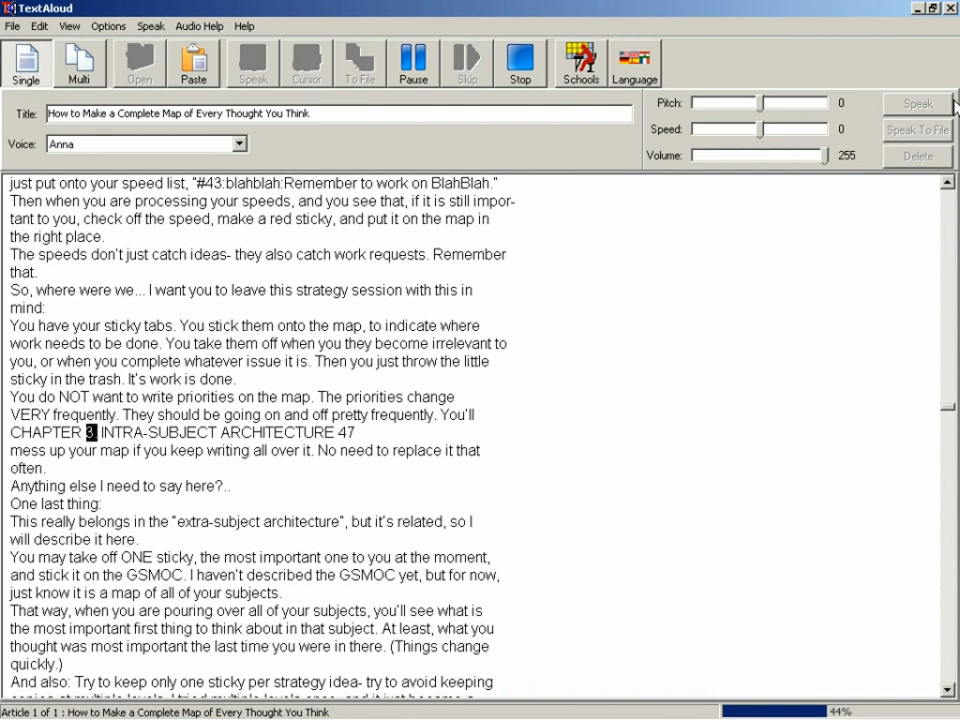 TextAloud
File Edit View Options Speak Audio Help Help
Single Multi Open Paste Speak Cursor To File Pause Skip Stop Schools Language
Title: How to Make a Complete Map of Every Thought You Think
Voice: Anna
Pitch: 0 Speak
Speed: 0 Speak To File
Volume: 255 Delete
just put onto your speed list, "#43:blahblah:Remember to work on BlahBlah."
Then when you are processing your speeds, and you see that, if it is still impor-
tant to you, check off the speed, make a red sticky, and put it on the map in
the right place.
The speeds don't just catch ideas- they also catch work requests. Remember
that.
So, where were we... I want you to leave this strategy session with this in
mind:
You have your sticky tabs. You stick them onto the map, to indicate where
work needs to be done. You take them off when you they become irrelevant to
you, or when you complete whatever issue it is. Then you just throw the little
sticky in the trash. It's work is done.
You do NOT want to write priorities on the map. The priorities change
VERY frequently. They should be going on and off pretty frequently. You'll
CHAPTER 3. INTRA-SUBJECT ARCHITECTURE 47
mess up your map if you keep writing all over it. No need to replace it that
often.
Anything else I need to say here?..
One last thing:
This really belongs in the "extra-subject architecture", but it's related, so I
will describe it here.
You may take off ONE sticky, the most important one to you at the moment,
and stick it on the GSMOC. I haven't described the GSMOC yet, but for now,
just know it is a map of all of your subjects.
That way, when you are pouring over all of your subjects, you'll see what is
the most important first thing to think about in that subject. At least, what you
thought was most important the last time you were in there. (Things change
quickly.)
And also: Try to keep only one sticky per strategy idea- try to avoid keeping
Article 1 of 1 : How to Make a Complete Map of Every Thought You Think 44%